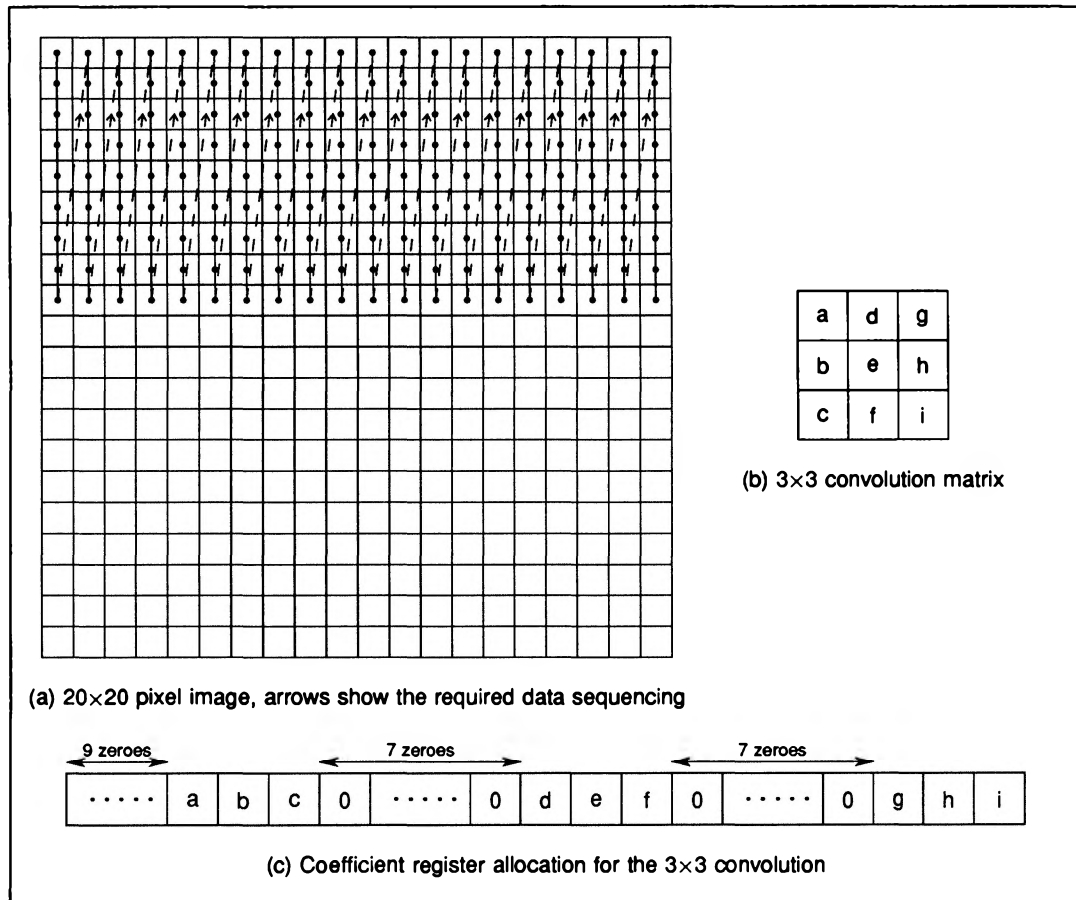 a d g
b e h
c f i
(b) 3×3 convolution matrix
(a) 20×20 pixel image, arrows show the required data sequencing
9 zeroes 7 zeroes 7 zeroes
· · · · · a b c 0 · · · · · 0 d e f 0 · · · · · 0 g h i
(c) Coefficient register allocation for the 3×3 convolution